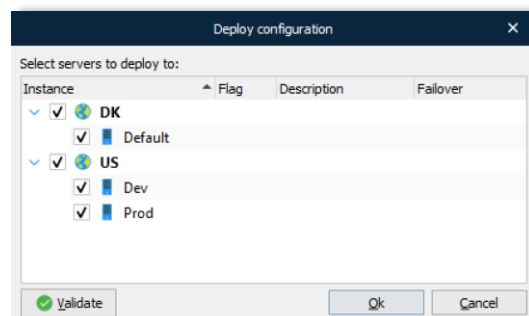 Deploy configuration
Select servers to deploy to:
Instance Flag Description Failover
DK
Default
US
Dev
Prod
Validate Ok Cancel